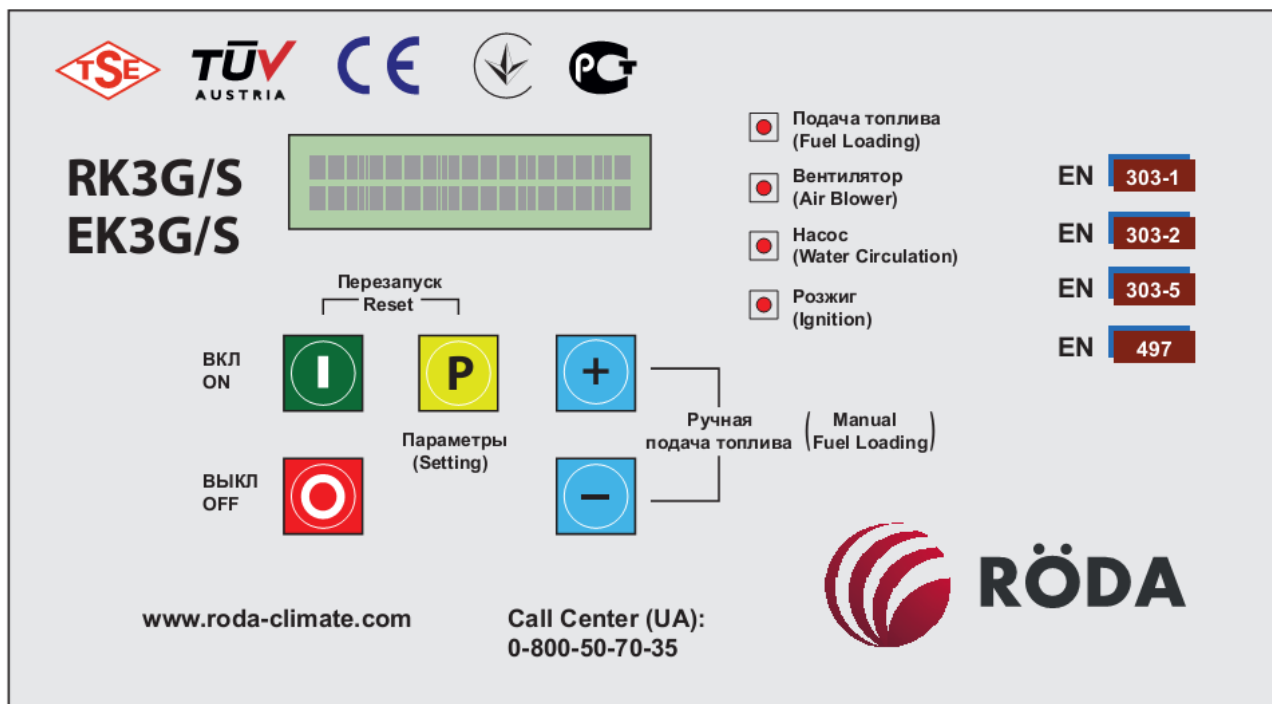 TSE
TÜV
AUSTRIA
CE
РСТ
RK3G/S
EK3G/S
Подача топлива
(Fuel Loading)
Вентилятор
(Air Blower)
Насос
(Water Circulation)
Розжиг
(Ignition)
EN 303-1
EN 303-2
EN 303-5
EN 497
Перезапуск
Reset
ВКЛ
ON
I
P
+
Параметры
(Setting)
Ручная
подача топлива
(Manual
Fuel Loading)
ВЫКЛ
OFF
O
−
RÖDA
www.roda-climate.com
Call Center (UA):
0-800-50-70-35